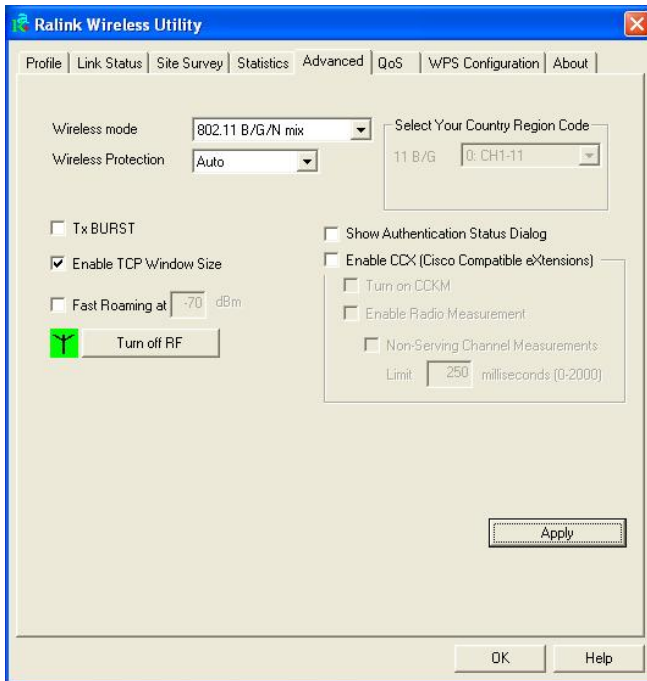 Ralink Wireless Utility
Profile
Link Status
Site Survey
Statistics
Advanced
QoS
WPS Configuration
About
Wireless mode
802.11 B/G/N mix
Wireless Protection
Auto
Select Your Country Region Code
11 B/G
0: CH1-11
Tx BURST
Enable TCP Window Size
Fast Roaming at -70 dBm
Turn off RF
Show Authentication Status Dialog
Enable CCX (Cisco Compatible eXtensions)
Turn on CCKM
Enable Radio Measurement
Non-Serving Channel Measurements
Limit 250 milliseconds (0-2000)
Apply
OK
Help